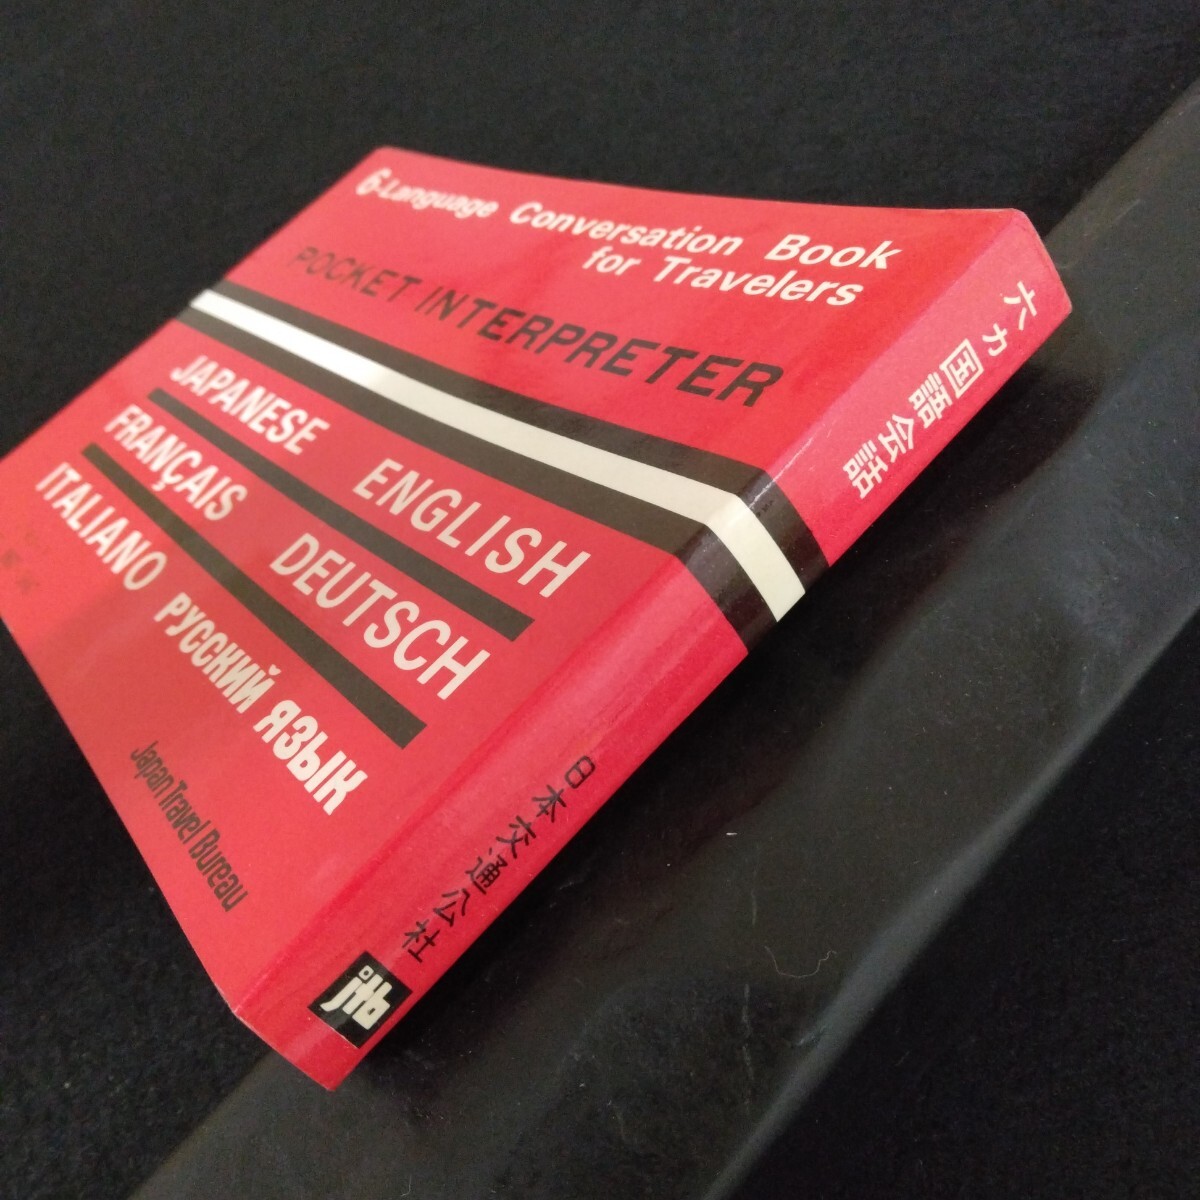 6-Language Conversation Book
for Travelers
POCKET INTERPRETER
JAPANESE ENGLISH
FRANÇAIS DEUTSCH
ITALIANO РУССКИЙ ЯЗЫК
Japan Travel Bureau
六ヵ国語会話
日本交通公社
jtb